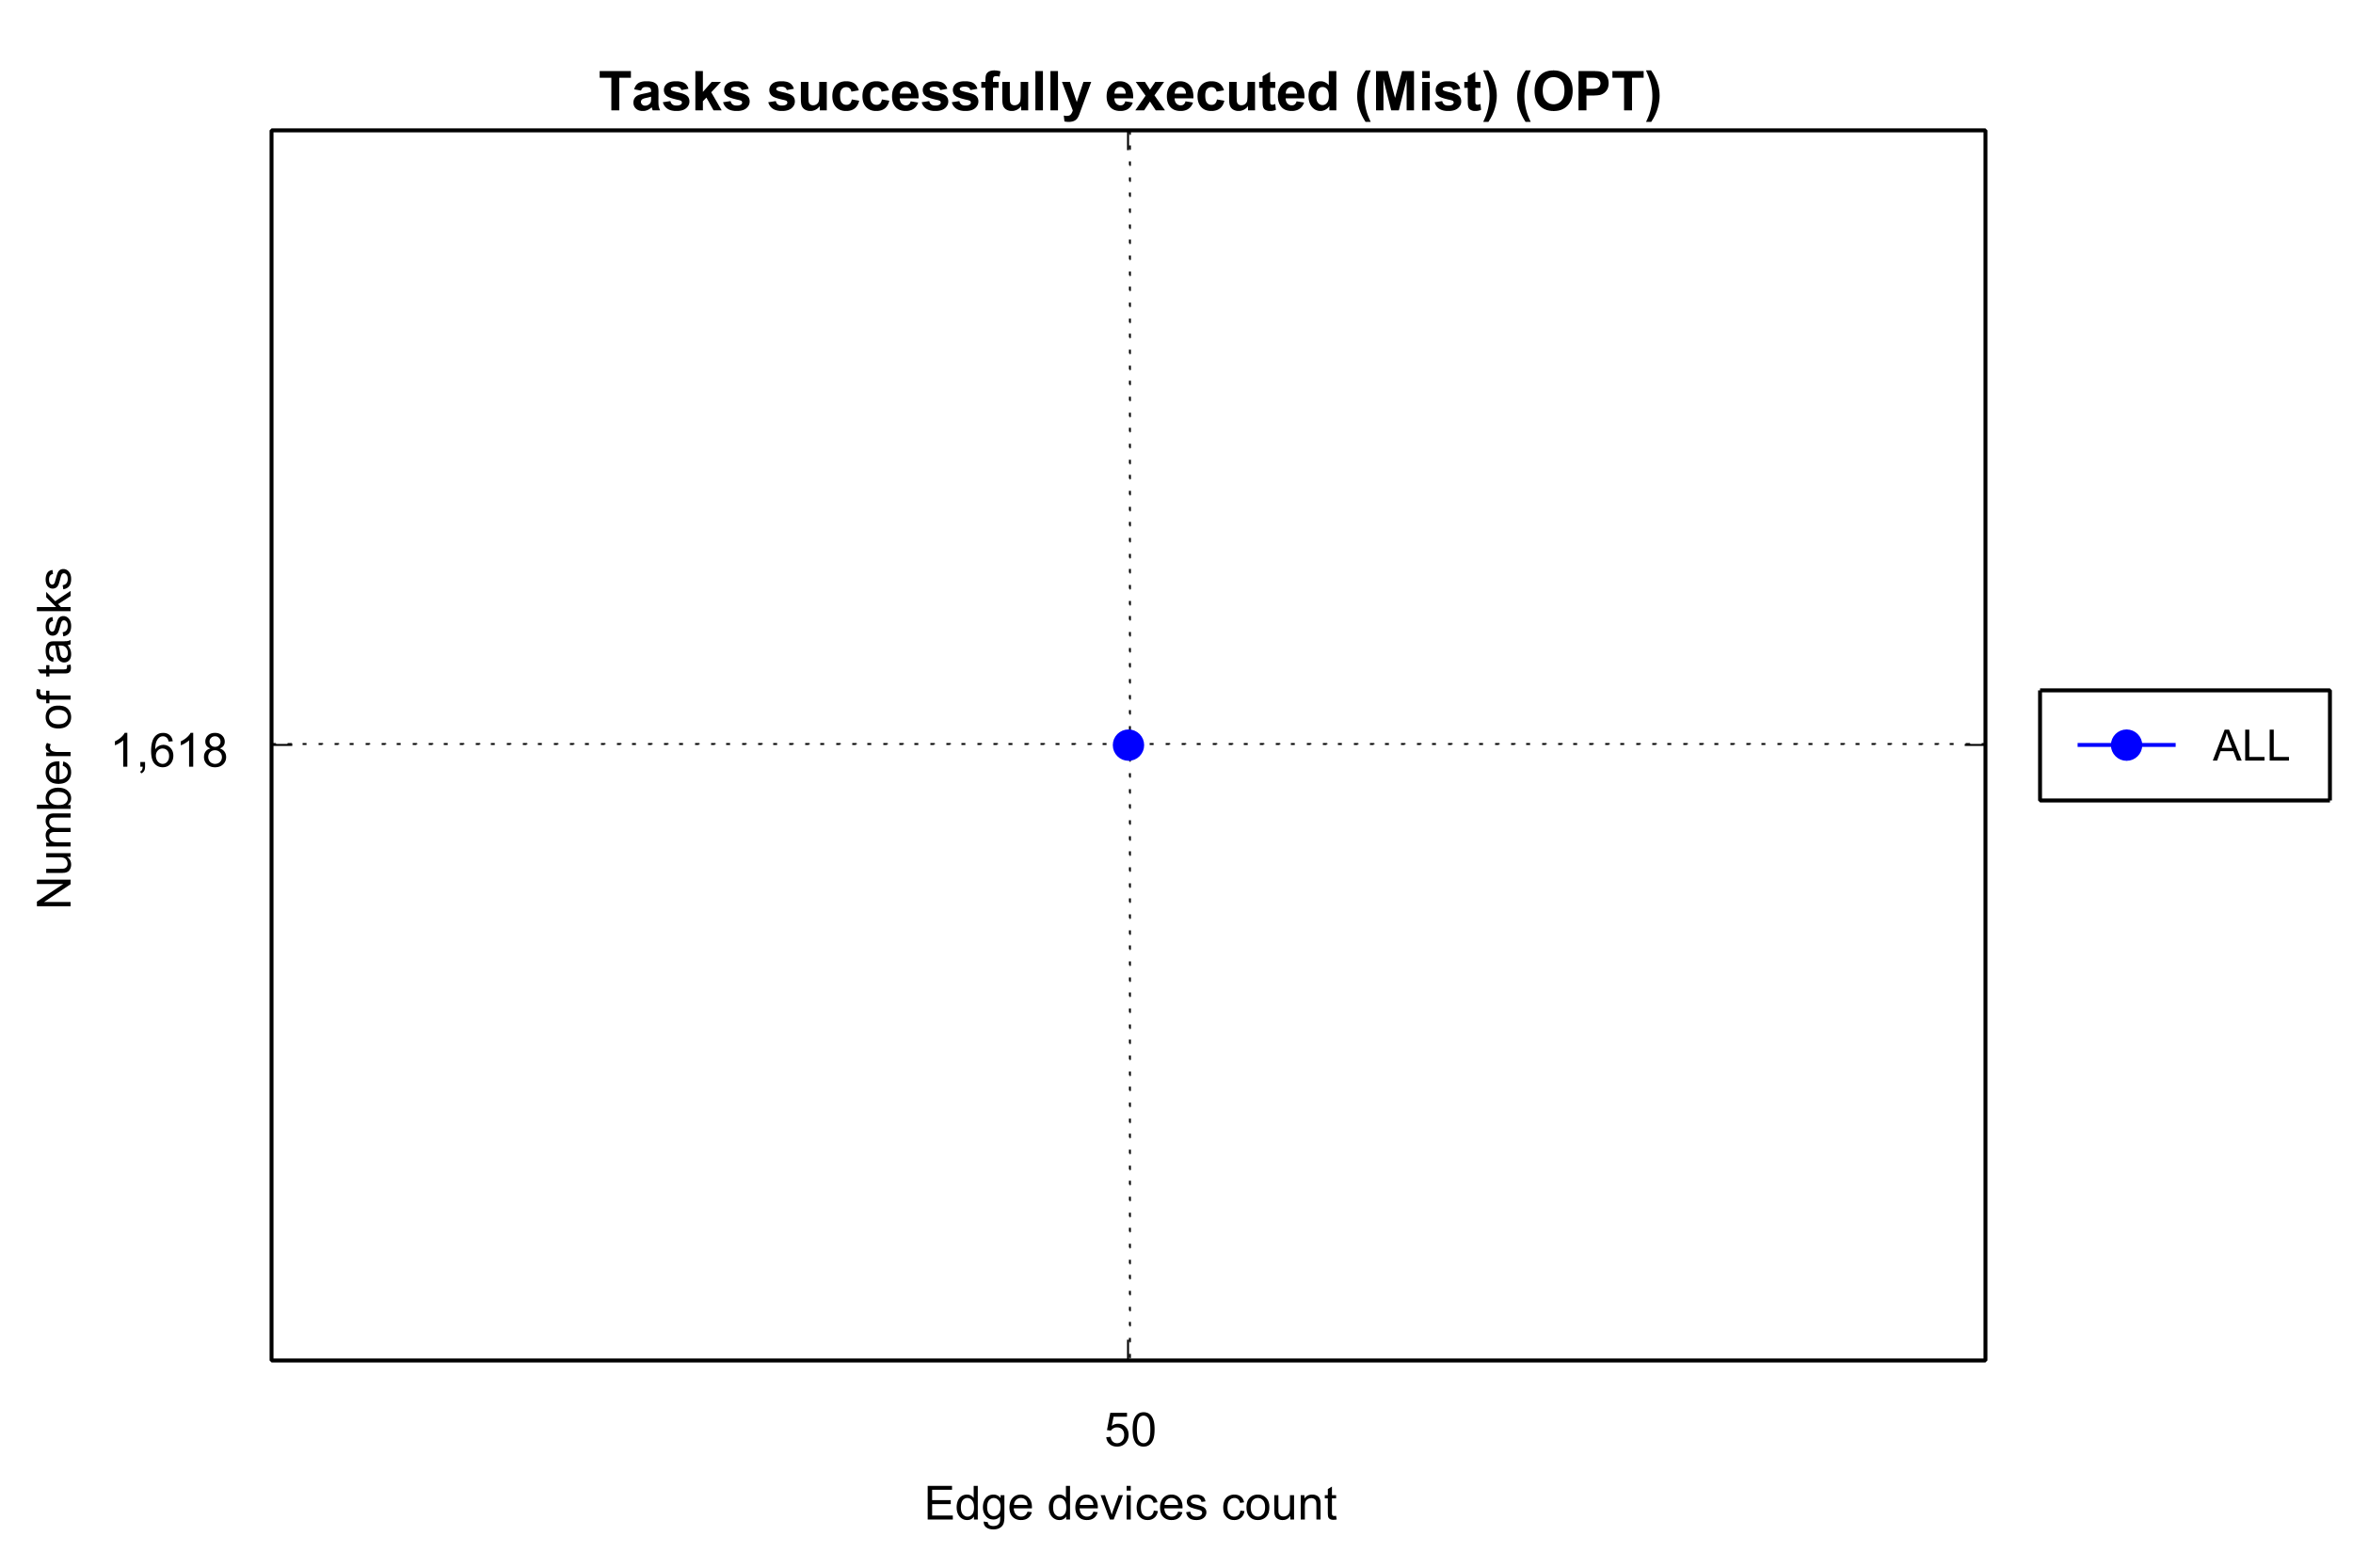 Tasks successfully executed (Mist) (OPT)
Number of tasks
1,618
ALL
50
Edge devices count